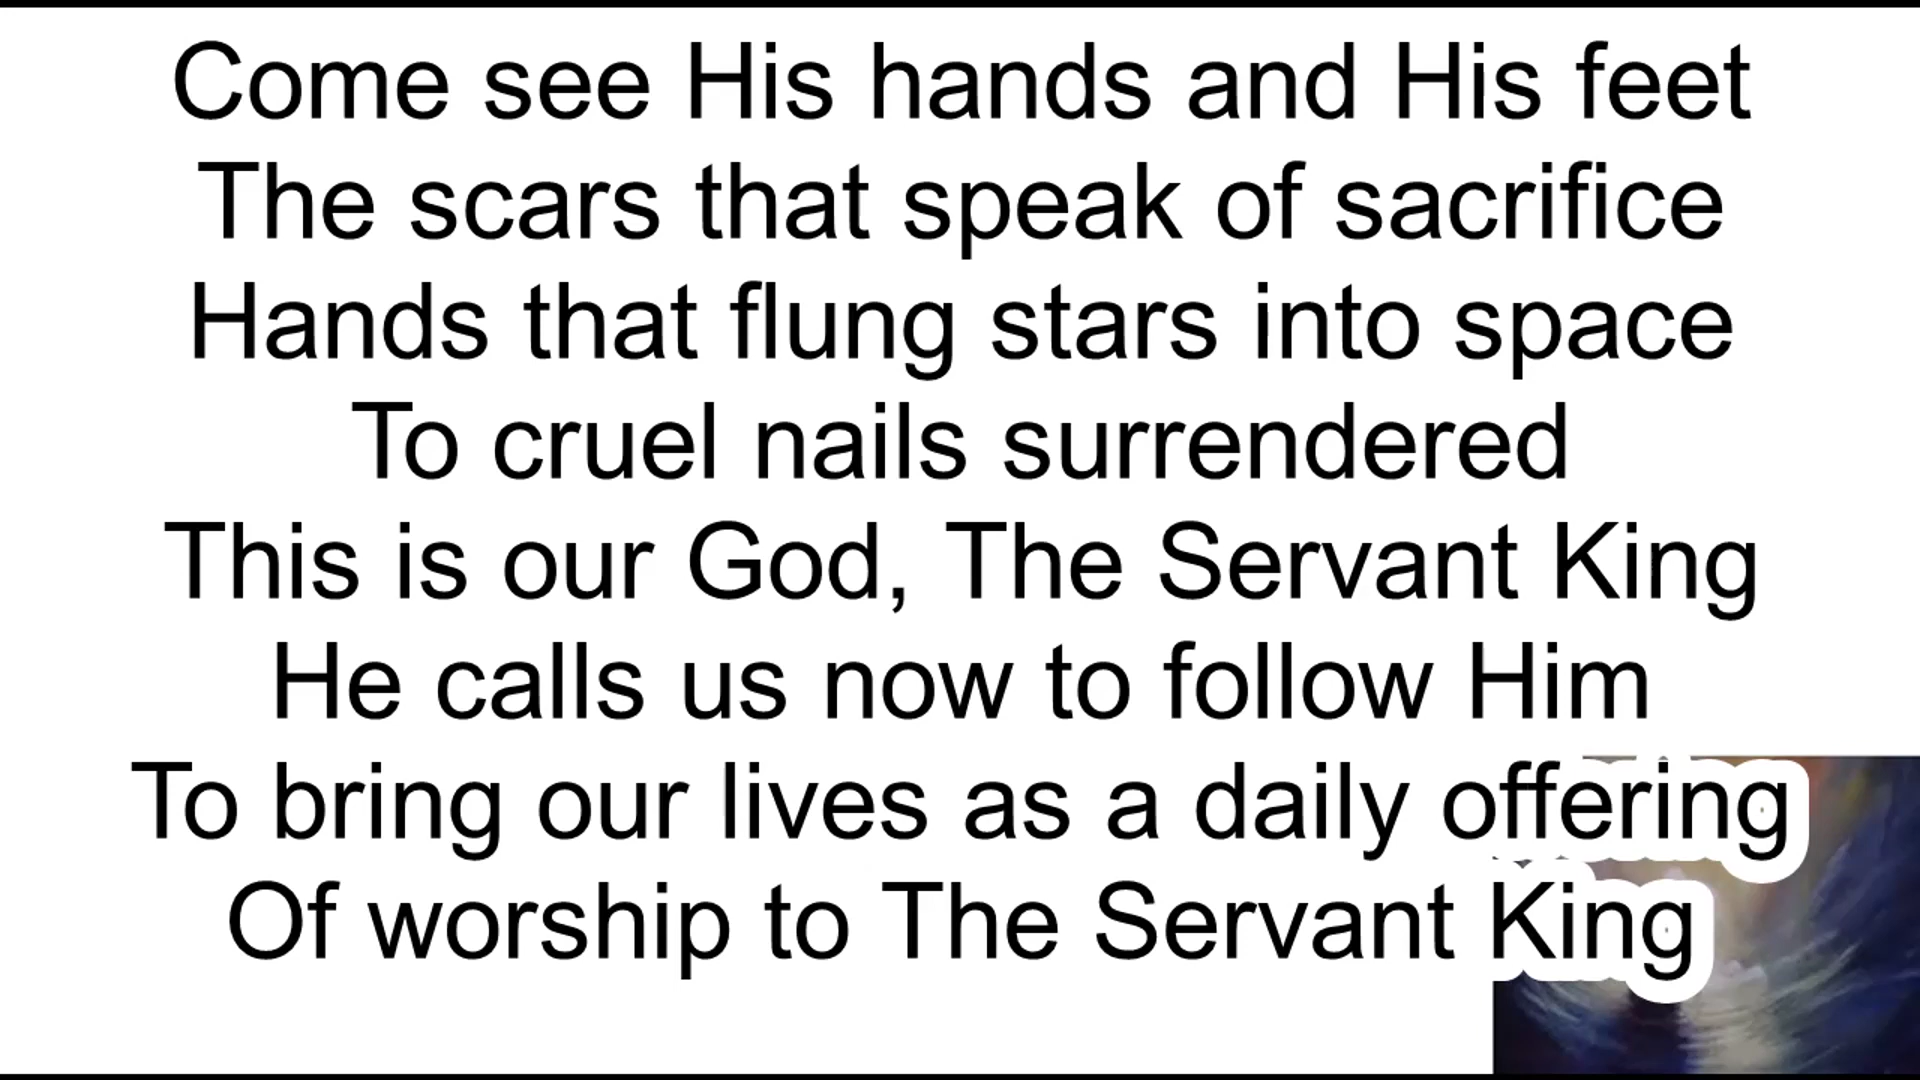 Come see His hands and His feet
The scars that speak of sacrifice
Hands that flung stars into space
To cruel nails surrendered
This is our God, The Servant King
He calls us now to follow Him
To bring our lives as a daily offering
Of worship to The Servant King